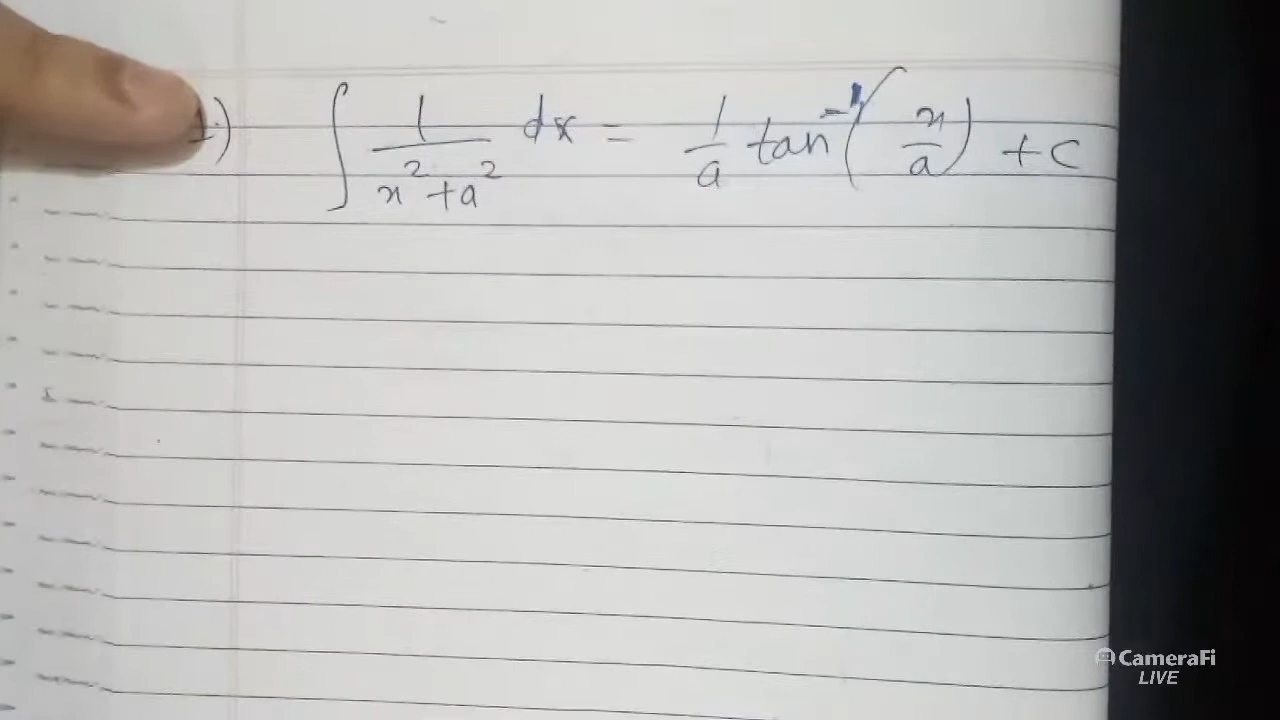 1.) ∫ 1/(x²+a²) dx = 1/a tan⁻¹(x/a) + c
CameraFi
LIVE